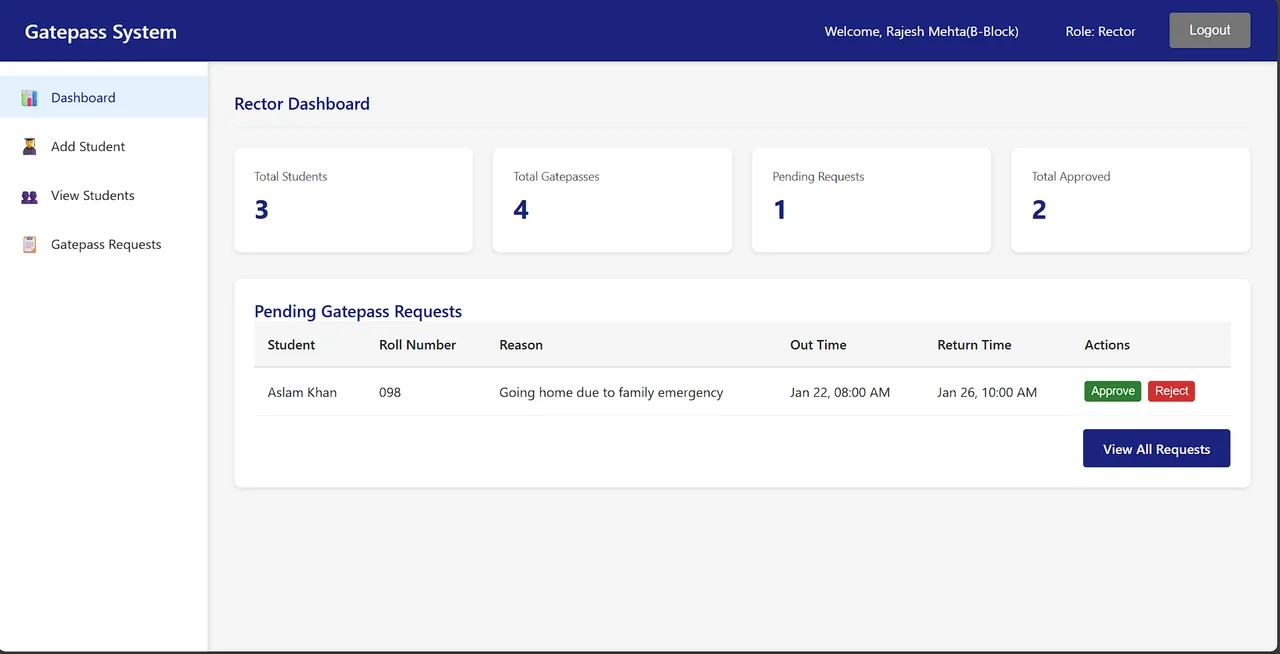 Gatepass System
Welcome, Rajesh Mehta(B-Block)
Role: Rector
Logout
Dashboard
Add Student
View Students
Gatepass Requests
Rector Dashboard
Total Students
3
Total Gatepasses
4
Pending Requests
1
Total Approved
2
Pending Gatepass Requests
Student Roll Number Reason Out Time Return Time Actions
Aslam Khan 098 Going home due to family emergency Jan 22, 08:00 AM Jan 26, 10:00 AM Approve Reject
View All Requests